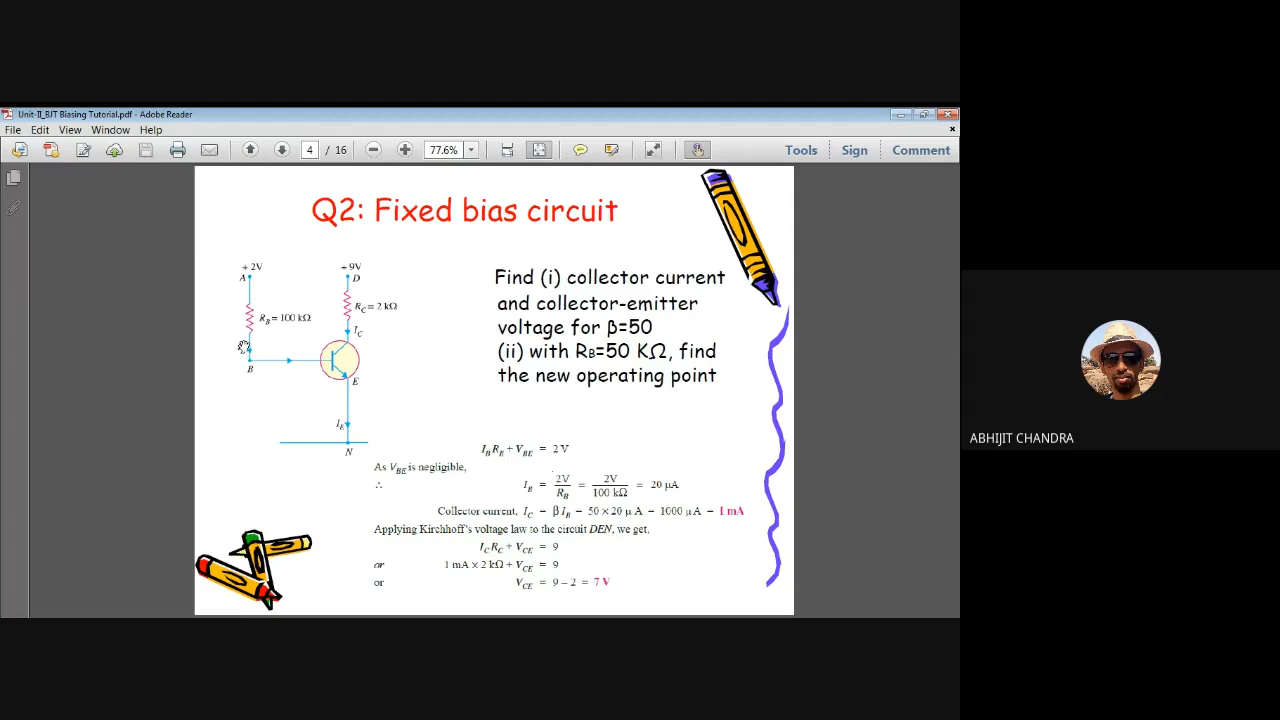 Unit-II_BJT Biasing Tutorial.pdf - Adobe Reader
File Edit View Window Help
4 / 16 77.6% Tools Sign Comment
Q2: Fixed bias circuit
+ 2V
A
+ 9V
D
R_B = 100 kΩ
R_C = 2 kΩ
I_C
B
E
I_E
N
Find (i) collector current
and collector-emitter
voltage for β=50
(ii) with RB=50 KΩ, find
the new operating point
I_B R_B + V_BE = 2 V
As V_BE is negligible,
∴ I_B = 2V/R_B = 2V/100 kΩ = 20 μA
Collector current, I_C = β I_B = 50 × 20 μ A = 1000 μ A = 1 mA
Applying Kirchhoff's voltage law to the circuit DEN, we get,
I_C R_C + V_CE = 9
or 1 mA × 2 kΩ + V_CE = 9
or V_CE = 9 – 2 = 7 V
ABHIJIT CHANDRA